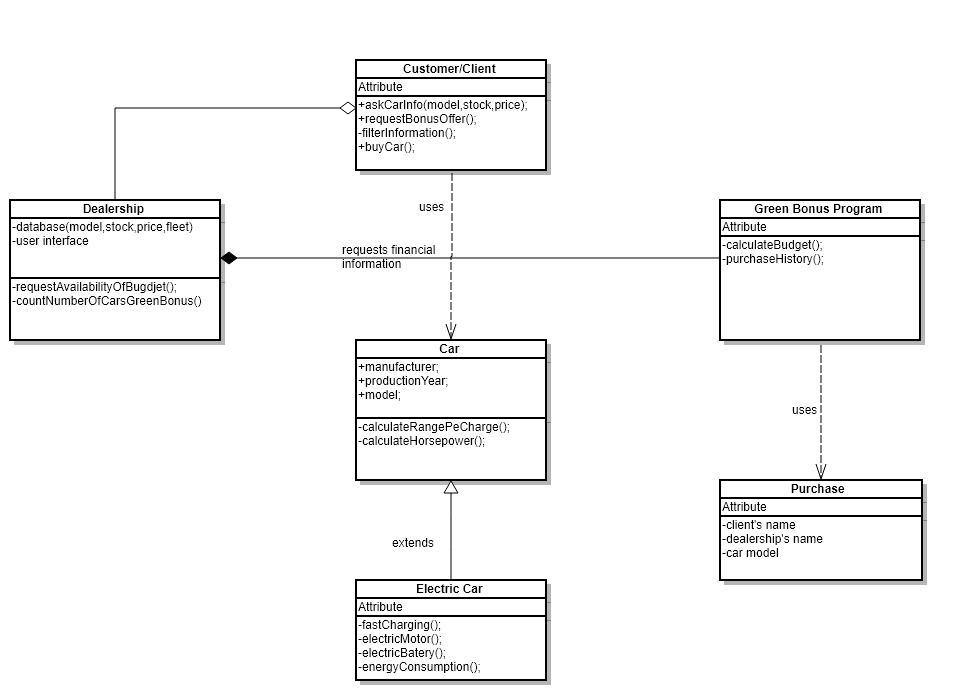 Customer/Client
Attribute
+askCarInfo(model,stock,price);
+requestBonusOffer();
-filterInformation();
+buyCar();
uses
Dealership
-database(model,stock,price,fleet)
-user interface
-requestAvailabilityOfBugdjet();
-countNumberOfCarsGreenBonus()
requests financial
information
Green Bonus Program
Attribute
-calculateBudget();
-purchaseHistory();
Car
+manufacturer;
+productionYear;
+model;
-calculateRangePeCharge();
-calculateHorsepower();
uses
Purchase
Attribute
-client's name
-dealership's name
-car model
extends
Electric Car
Attribute
-fastCharging();
-electricMotor();
-electricBatery();
-energyConsumption();